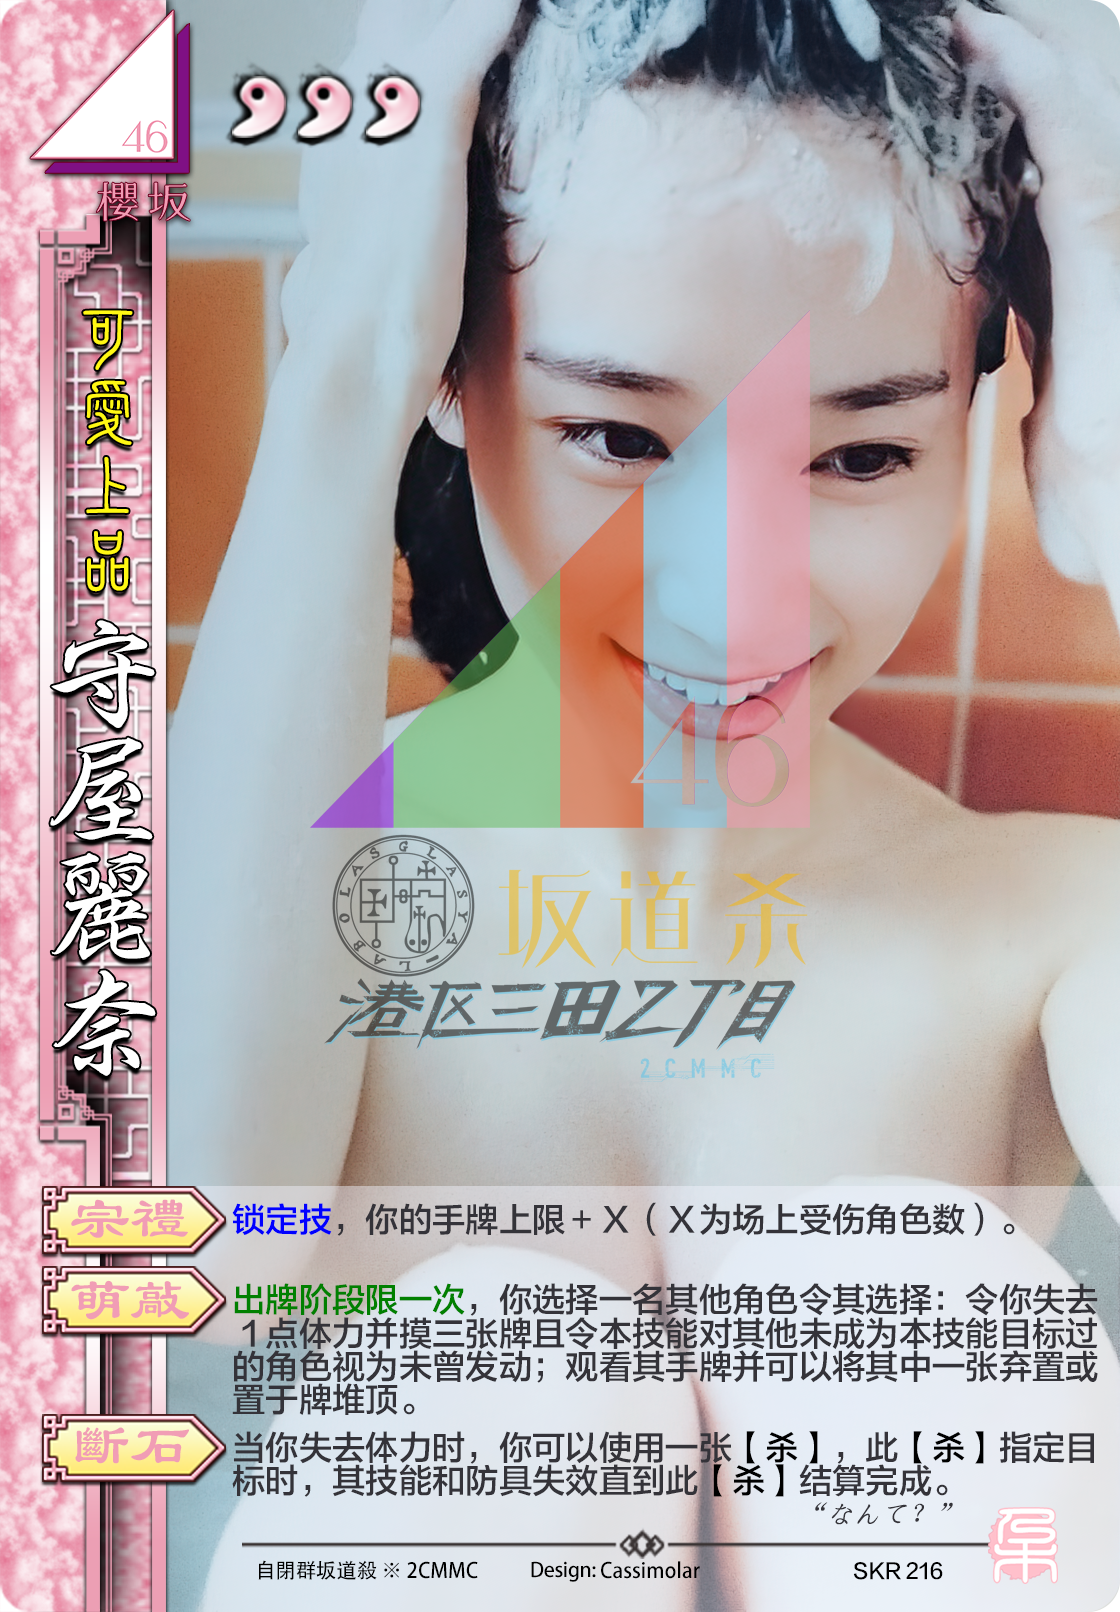 46
櫻坂
可愛上品
守屋麗奈
46
GLASYA-LABOLAS
坂道杀
港区三田乙丁目
2CMMC
宗禮
锁定技，你的手牌上限＋Ｘ（Ｘ为场上受伤角色数）。
萌敲
出牌阶段限一次，你选择一名其他角色令其选择：令你失去
１点体力并摸三张牌且令本技能对其他未成为本技能目标过
的角色视为未曾发动；观看其手牌并可以将其中一张弃置或
置于牌堆顶。
斷石
当你失去体力时，你可以使用一张【杀】，此【杀】指定目
标时，其技能和防具失效直到此【杀】结算完成。
“なんて？”
自閉群坂道殺 ※ 2CMMC
Design: Cassimolar
SKR 216